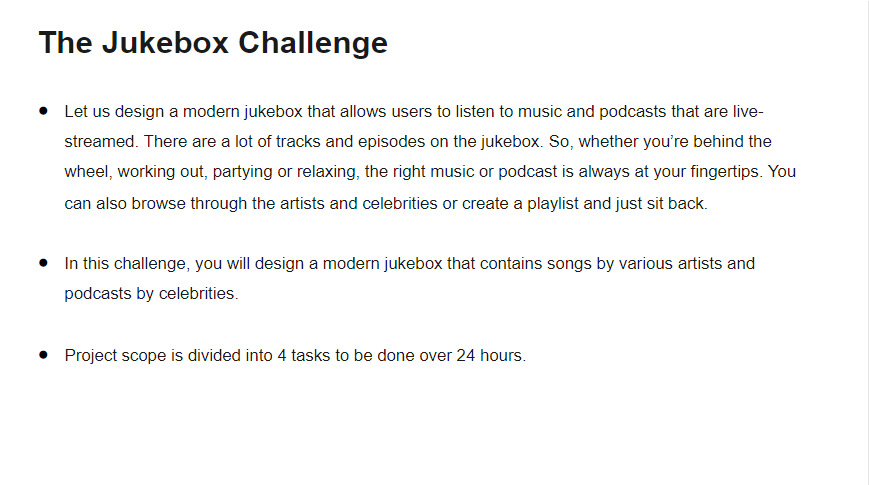 The Jukebox Challenge
● Let us design a modern jukebox that allows users to listen to music and podcasts that are live-
streamed. There are a lot of tracks and episodes on the jukebox. So, whether you’re behind the
wheel, working out, partying or relaxing, the right music or podcast is always at your fingertips. You
can also browse through the artists and celebrities or create a playlist and just sit back.
● In this challenge, you will design a modern jukebox that contains songs by various artists and
podcasts by celebrities.
● Project scope is divided into 4 tasks to be done over 24 hours.